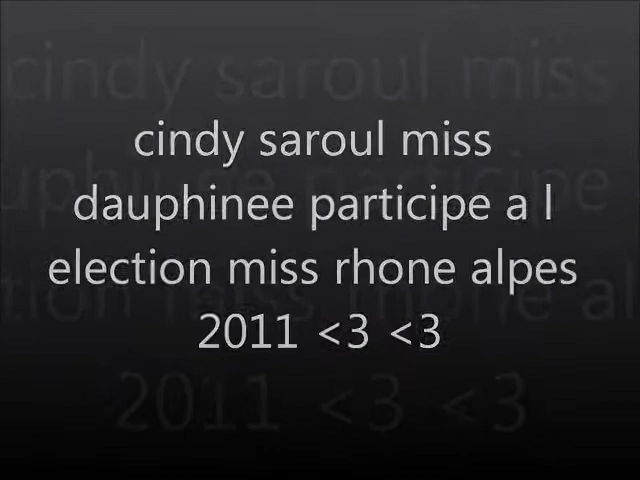 cindy saroul miss
dauphinee participe a l
election miss rhone alpes
2011 <3 <3